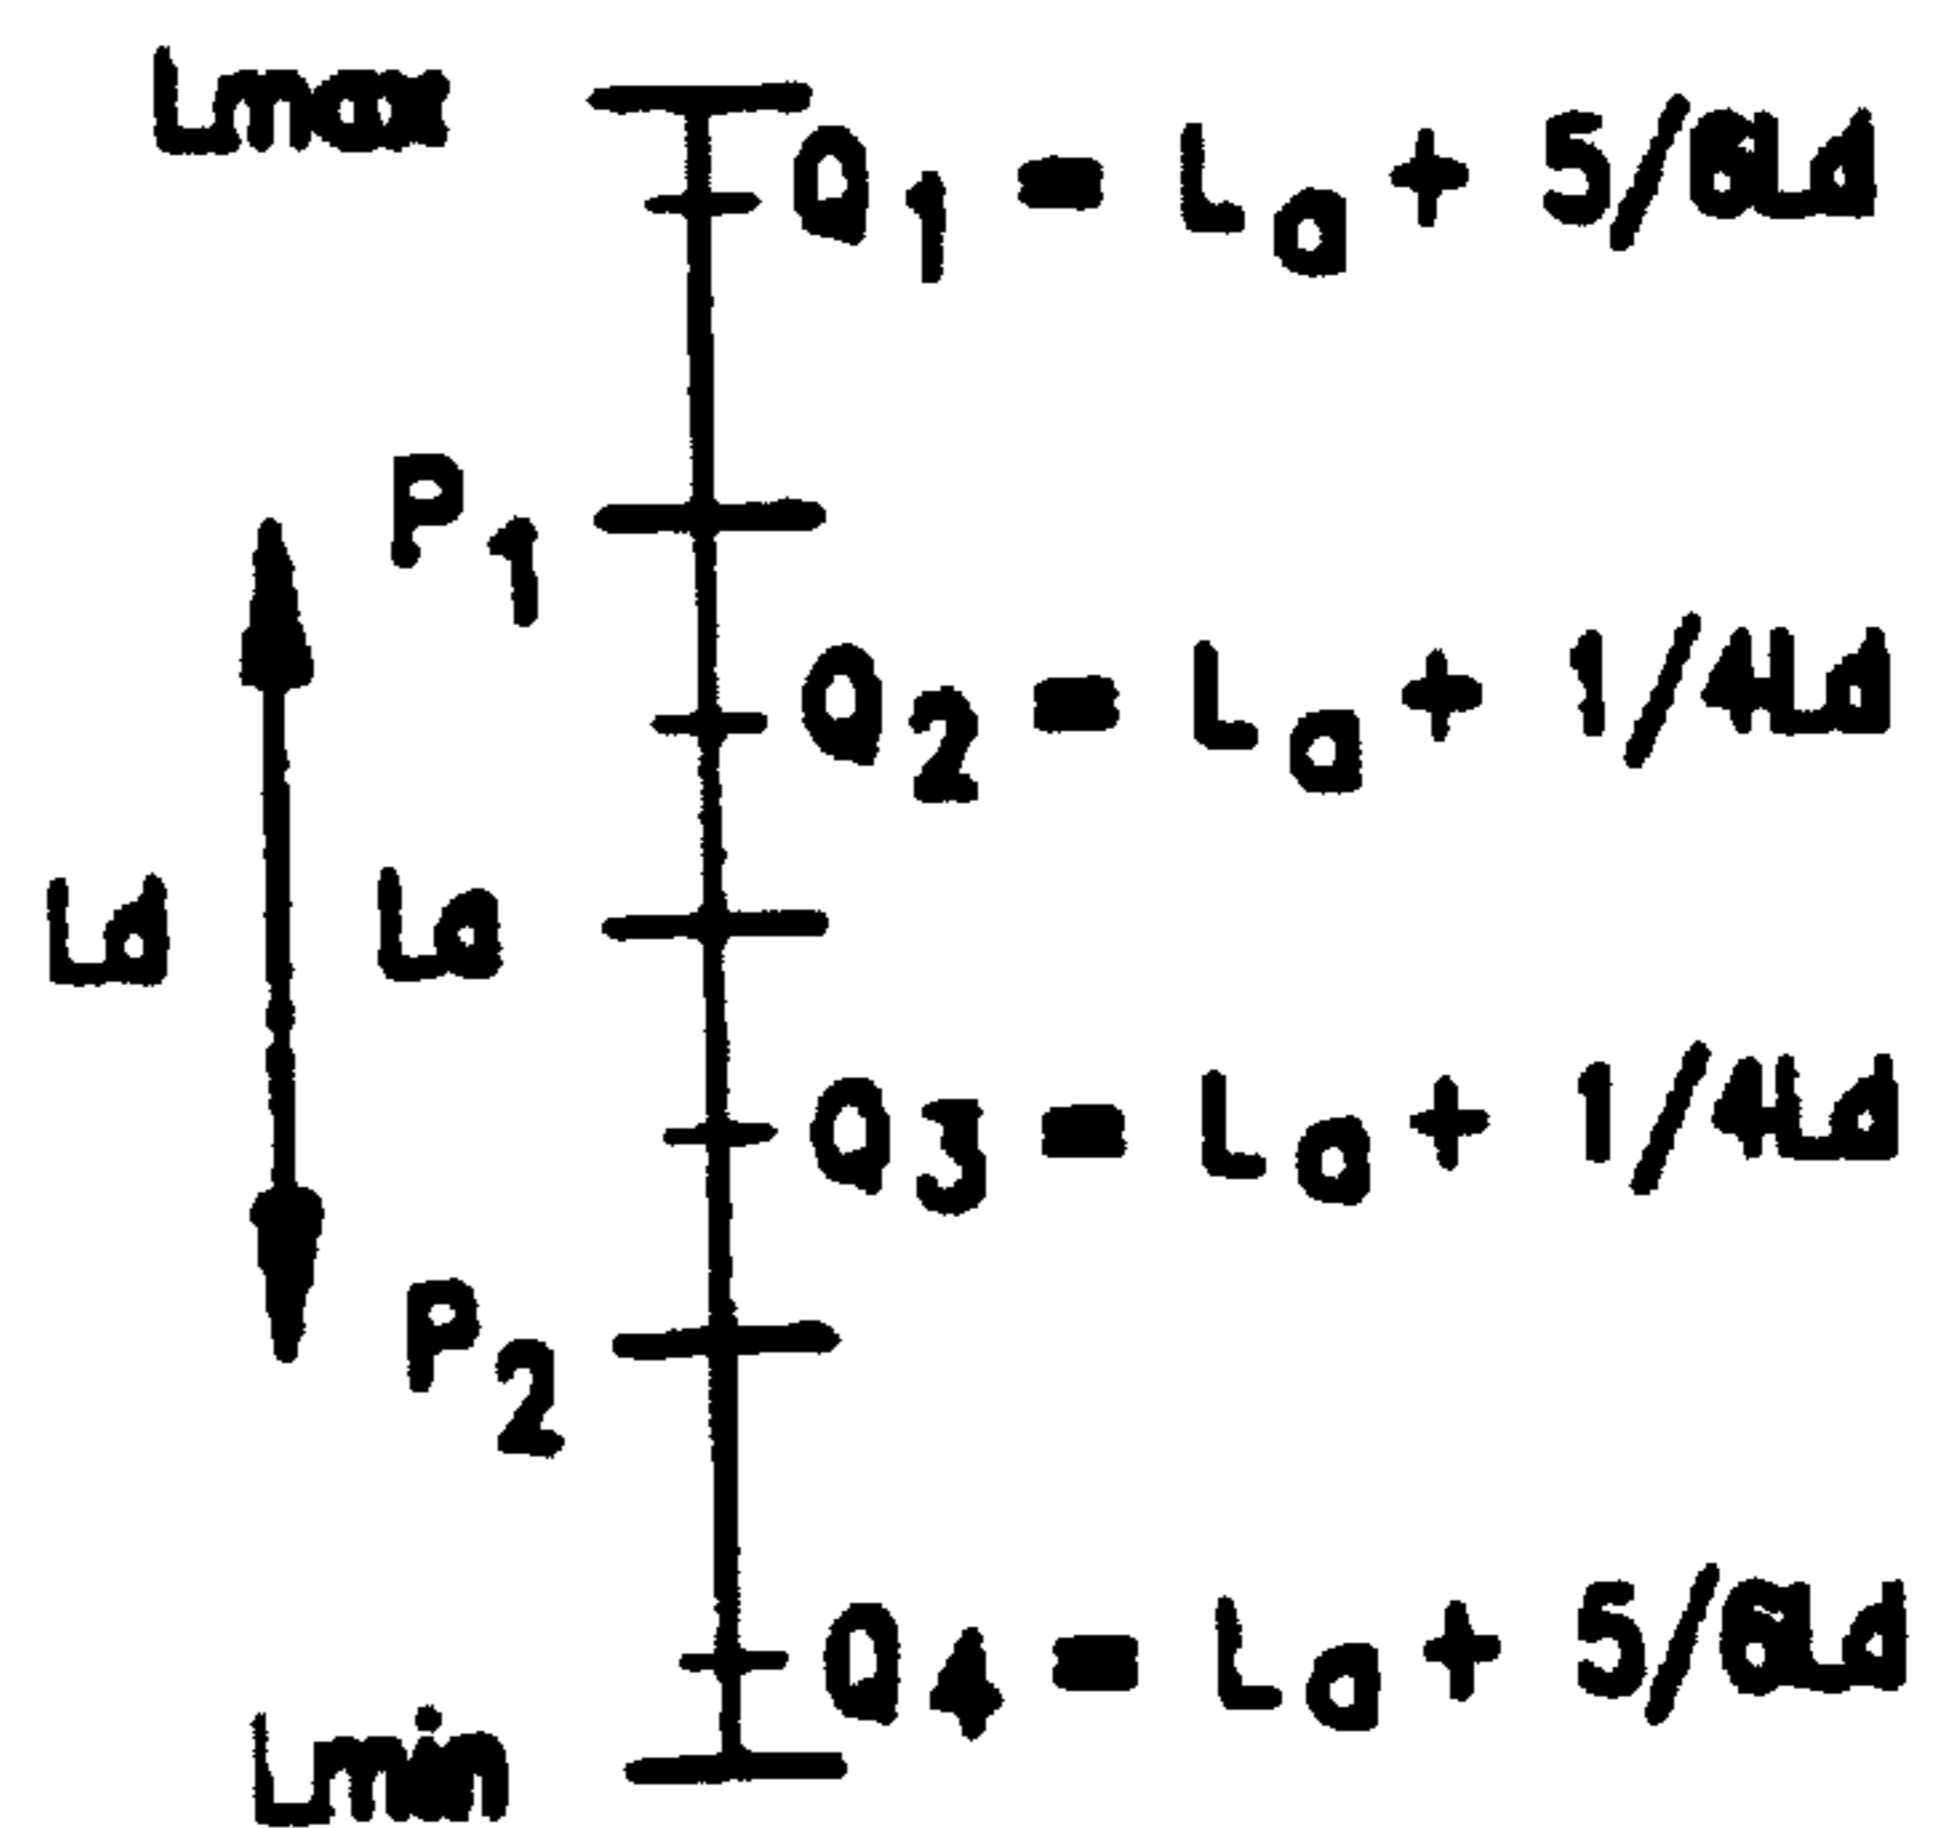 Lmax
Q1 = La + 5/6Ld
P1
Q2 = La + 1/4Ld
Ld
La
Q3 = La + 1/4Ld
P2
Q4 = La + 5/6Ld
Lmin